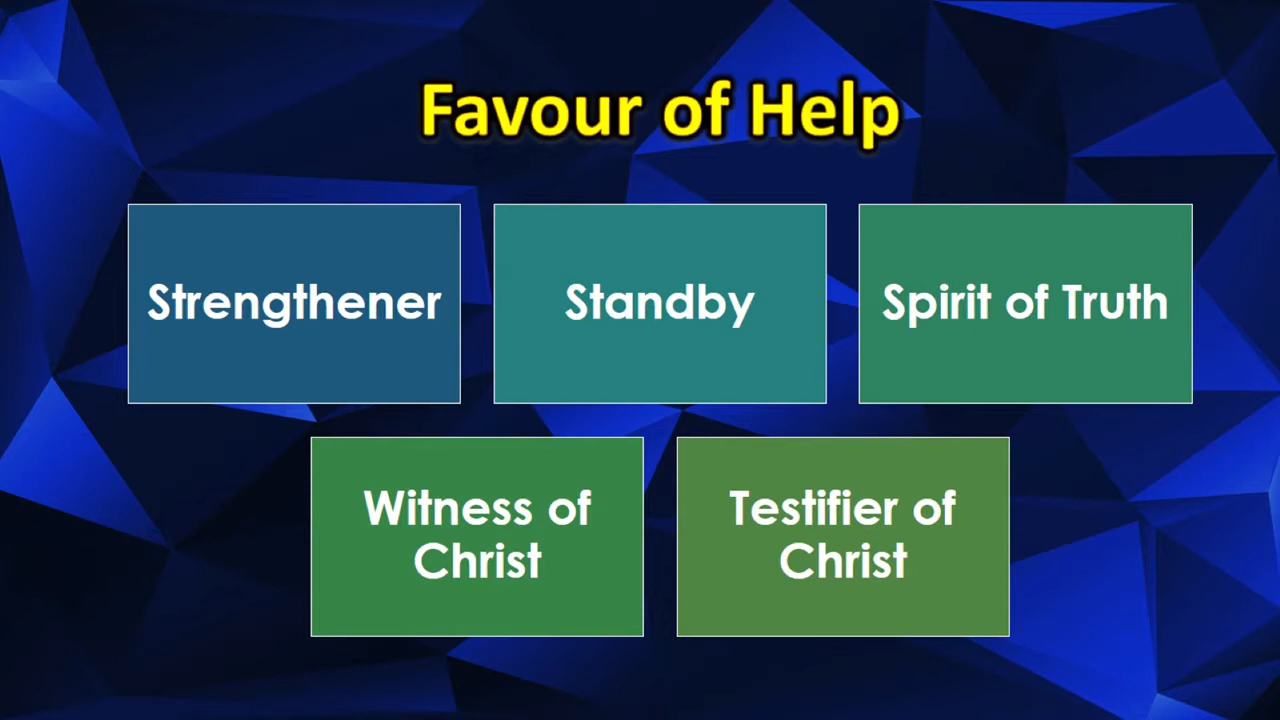 Favour of Help
Strengthener
Standby
Spirit of Truth
Witness of
Christ
Testifier of
Christ